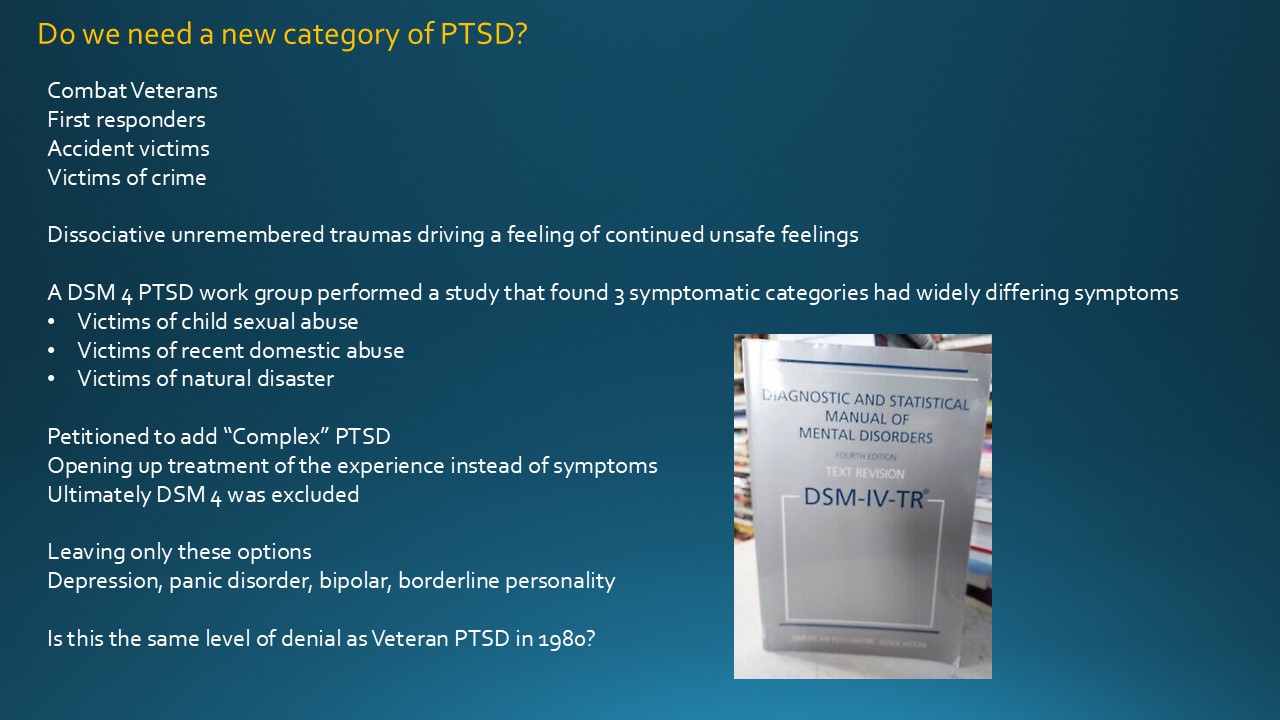 Do we need a new category of PTSD?
Combat Veterans
First responders
Accident victims
Victims of crime
Dissociative unremembered traumas driving a feeling of continued unsafe feelings
A DSM 4 PTSD work group performed a study that found 3 symptomatic categories had widely differing symptoms
• Victims of child sexual abuse
• Victims of recent domestic abuse
• Victims of natural disaster
Petitioned to add “Complex” PTSD
Opening up treatment of the experience instead of symptoms
Ultimately DSM 4 was excluded
Leaving only these options
Depression, panic disorder, bipolar, borderline personality
Is this the same level of denial as Veteran PTSD in 1980?
DIAGNOSTIC AND STATISTICAL
MANUAL OF
MENTAL DISORDERS
FOURTH EDITION
TEXT REVISION
DSM-IV-TR®
AMERICAN PSYCHIATRIC ASSOCIATION